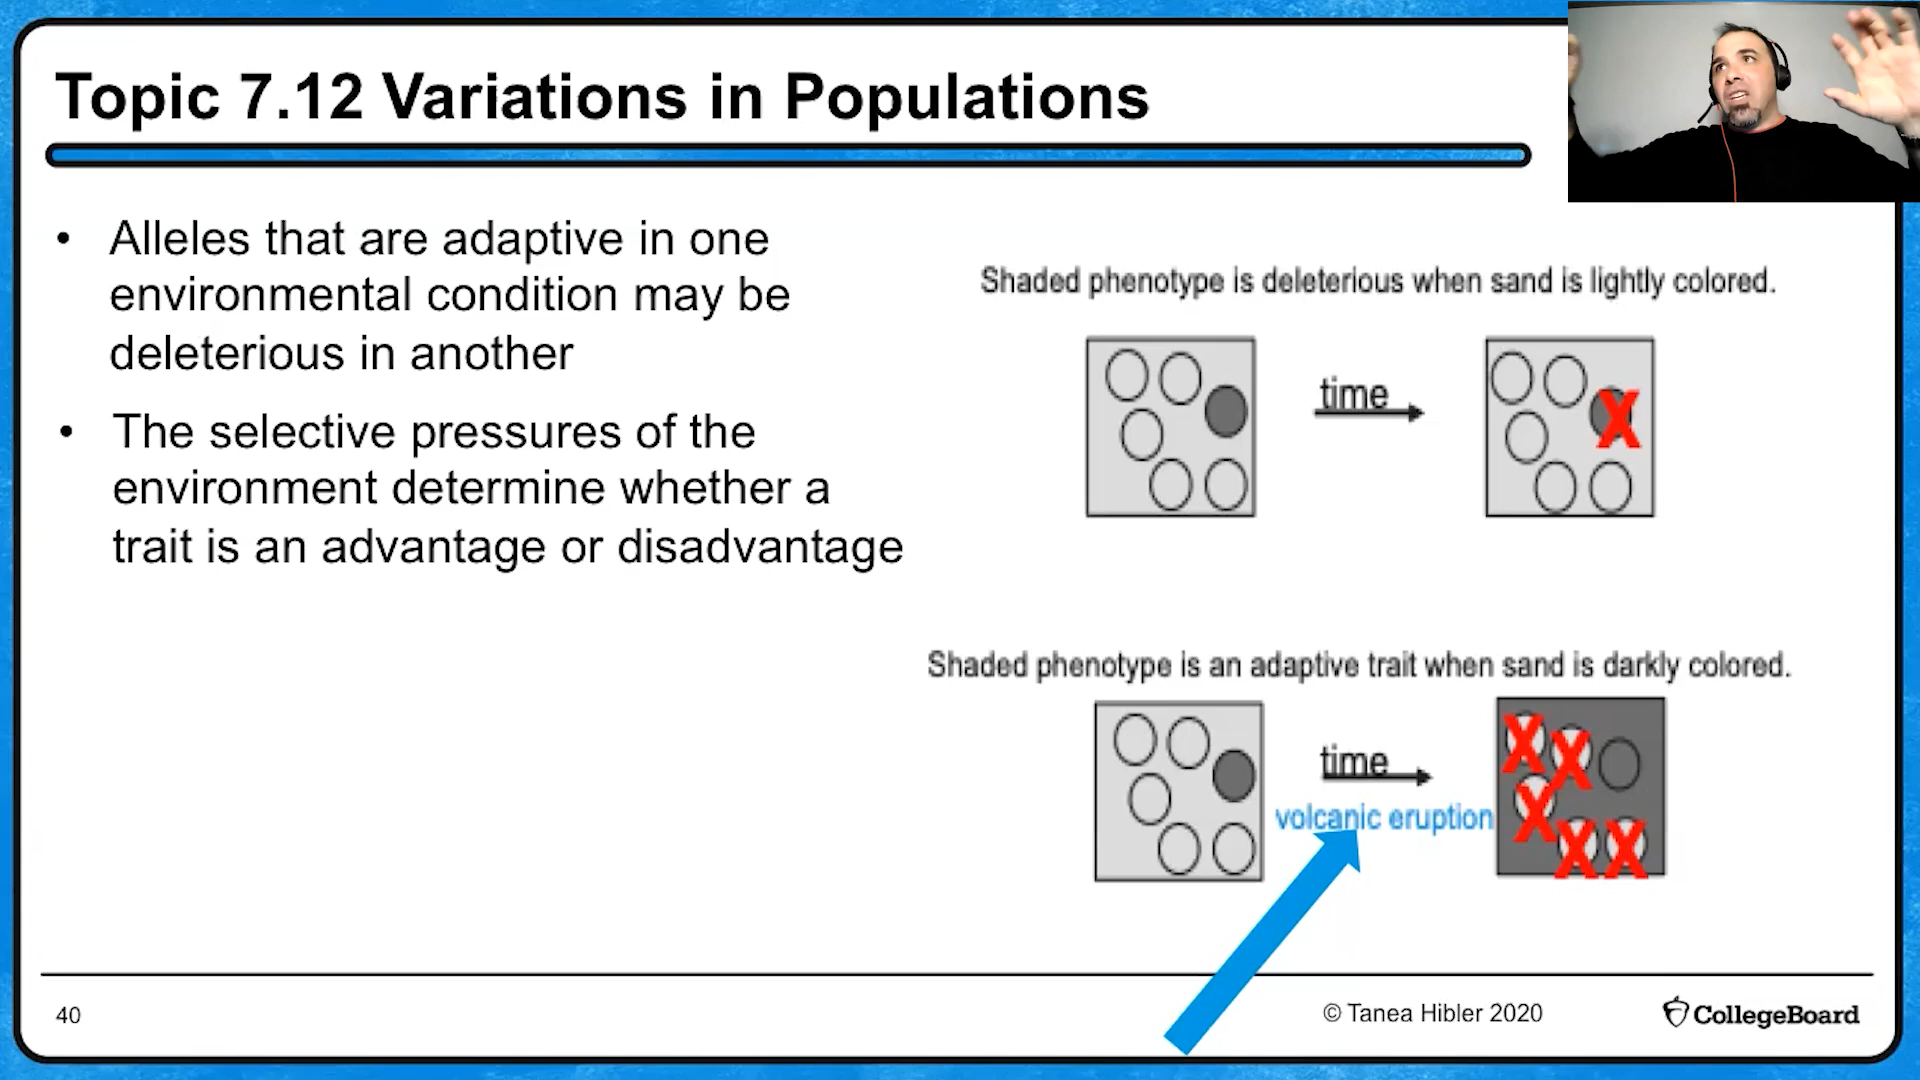 Topic 7.12 Variations in Populations
• Alleles that are adaptive in one
environmental condition may be
deleterious in another
• The selective pressures of the
environment determine whether a
trait is an advantage or disadvantage
Shaded phenotype is deleterious when sand is lightly colored.
time
X
Shaded phenotype is an adaptive trait when sand is darkly colored.
time
volcanic eruption
X X
X
X X
40
© Tanea Hibler 2020
CollegeBoard